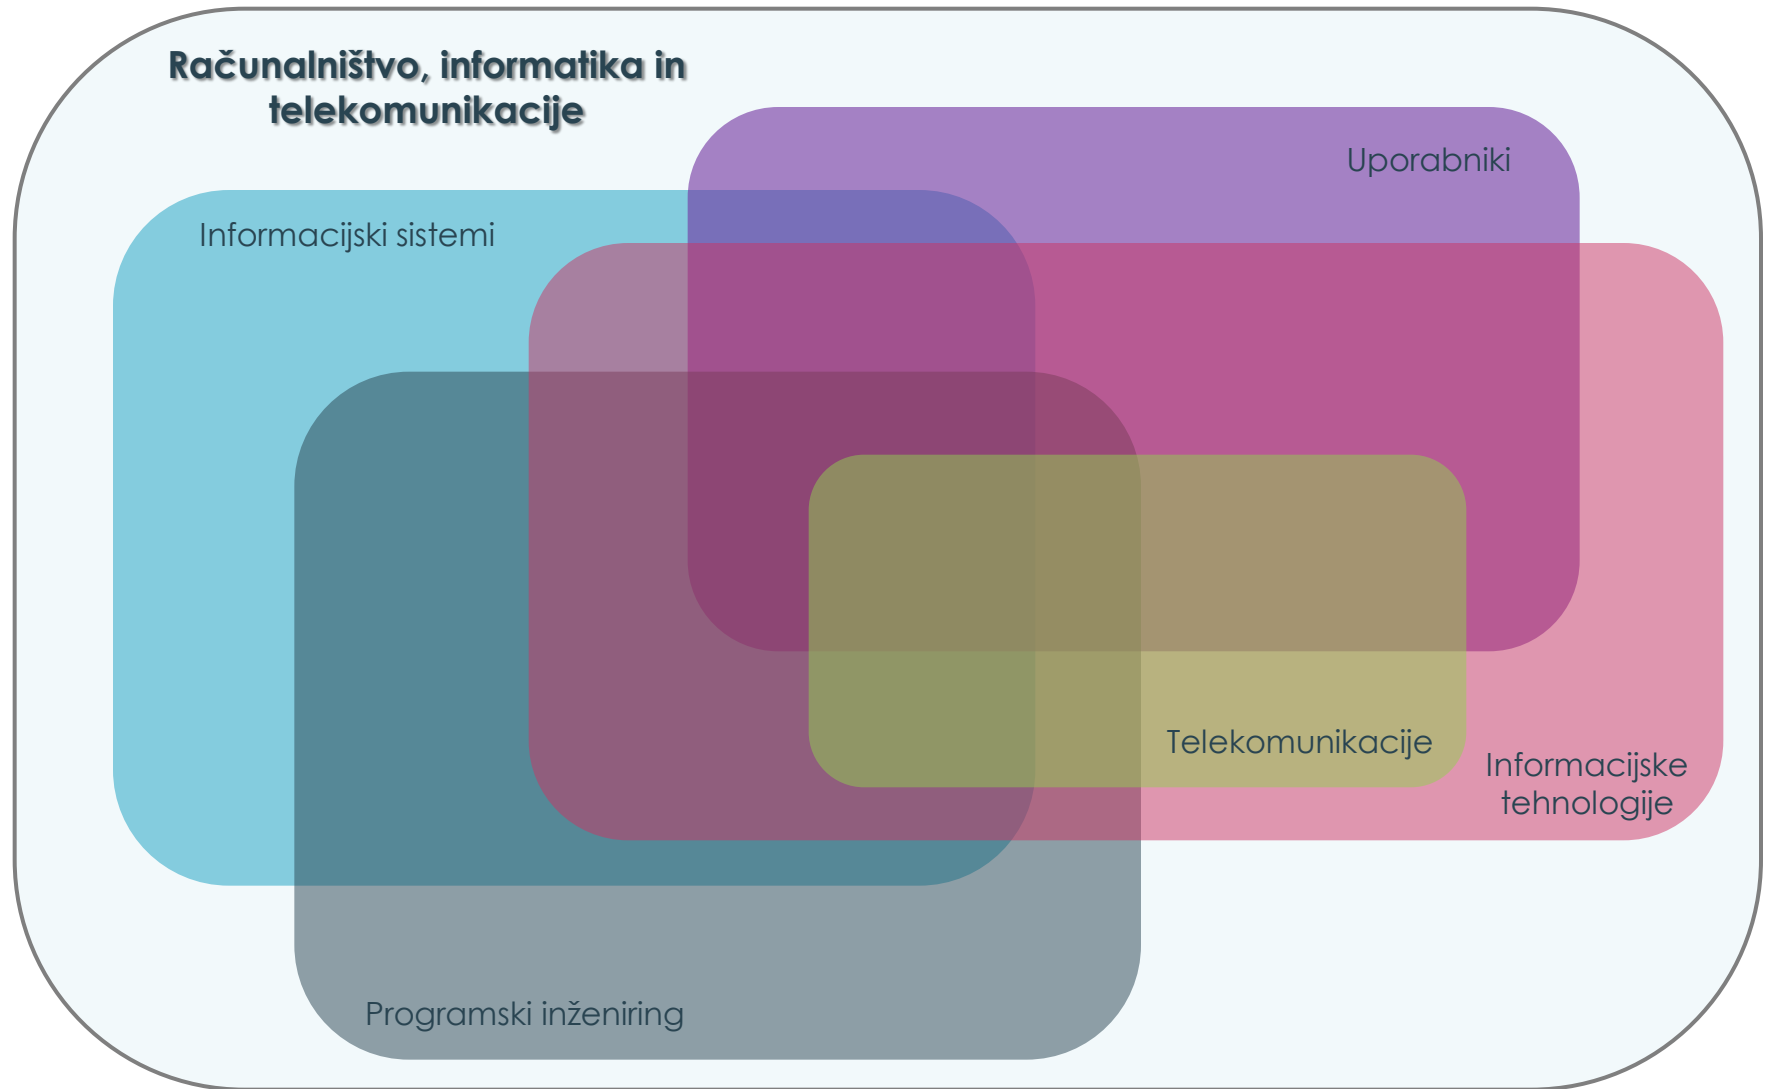 Računalništvo, informatika in
telekomunikacije
Uporabniki
Informacijski sistemi
Telekomunikacije
Informacijske
tehnologije
Programski inženiring